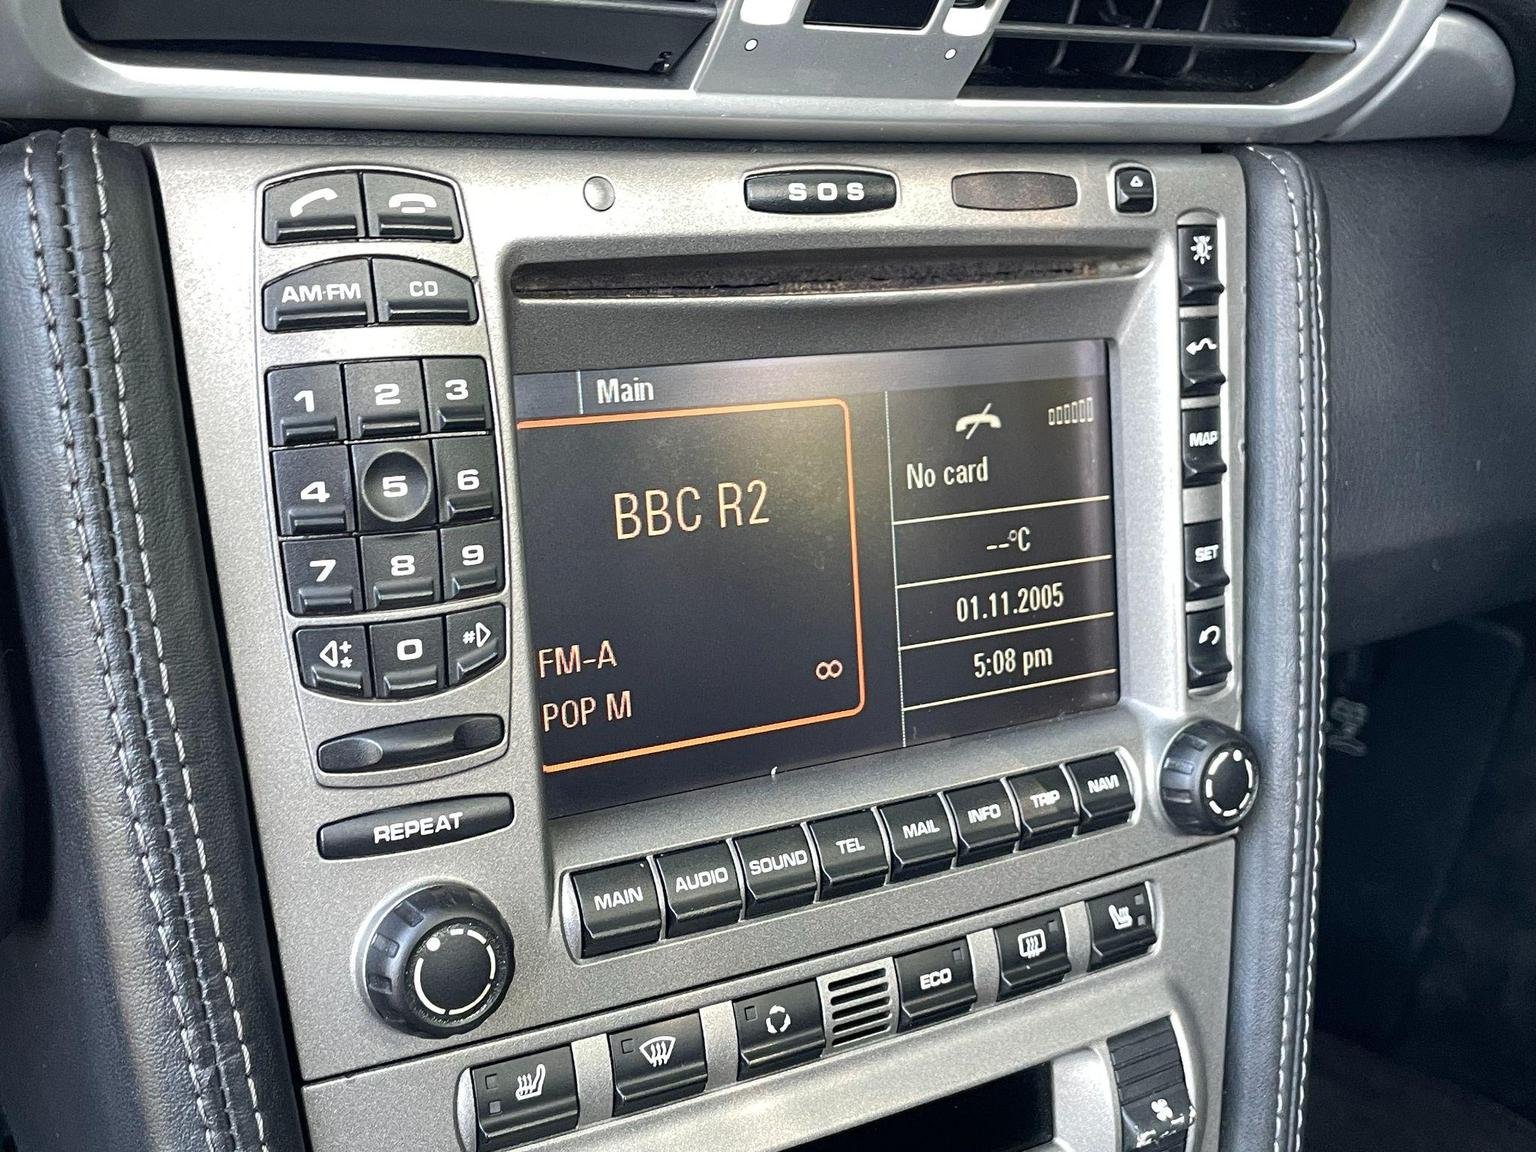 SOS
AM·FM CD
1 2 3
4 5 6
7 8 9
* 0 #
REPEAT
Main
BBC R2
FM-A
POP M
∞
No card
--°C
01.11.2005
5:08 pm
MAP
SET
MAIN AUDIO SOUND TEL MAIL INFO TRIP NAVI
ECO